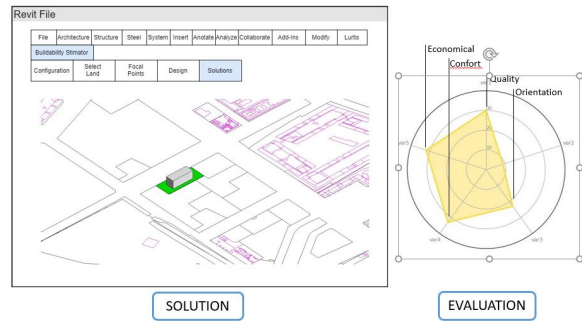 Revit File
File Architecture Structure Steel System Insert Anotate Analyze Collaborate Add-Ins Modify Lurtis
Buildability Stimator
Configuration Select Land Focal Points Design Solutions
Economical
Confort
Quality
Orientation
var2
var3
var4
var5
SOLUTION
EVALUATION